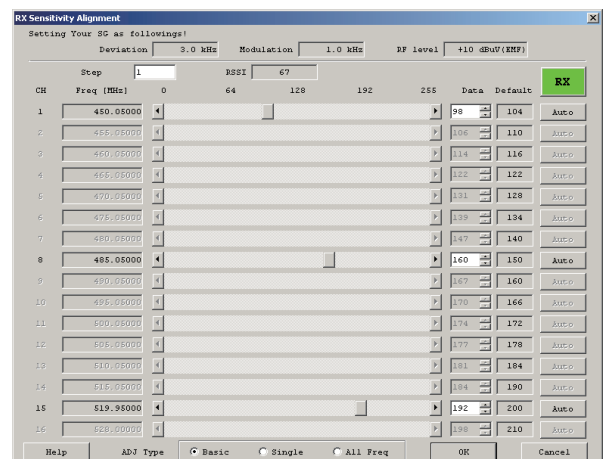 RX Sensitivity Alignment
Setting Your SG as followings!
Deviation 3.0 kHz Modulation 1.0 kHz RF level +10 dBuV(EMF)
Step 1 RSSI 67 RX
CH Freq [MHz] 0 64 128 192 255 Data Default
1 450.05000 98 104 Auto
2 455.05000 106 110 Auto
3 460.05000 114 116 Auto
4 465.05000 122 122 Auto
5 470.05000 131 128 Auto
6 475.05000 139 134 Auto
7 480.05000 147 140 Auto
8 485.05000 160 150 Auto
9 490.05000 167 160 Auto
10 495.05000 170 166 Auto
11 500.05000 174 172 Auto
12 505.05000 177 178 Auto
13 510.05000 181 184 Auto
14 515.05000 184 190 Auto
15 519.95000 192 200 Auto
16 528.00000 198 210 Auto
Help ADJ Type Basic Single All Freq OK Cancel